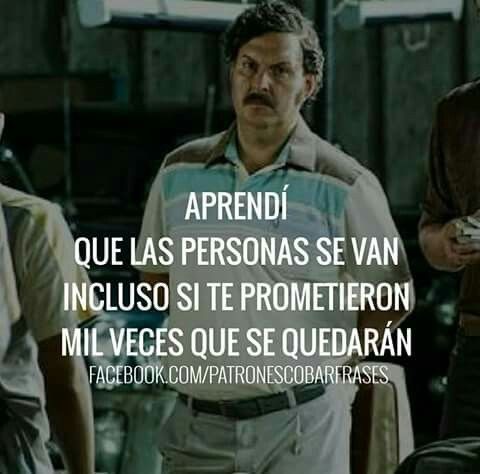 APRENDÍ
QUE LAS PERSONAS SE VAN
INCLUSO SI TE PROMETIERON
MIL VECES QUE SE QUEDARÁN
FACEBOOK.COM/PATRONESCOBARFRASES